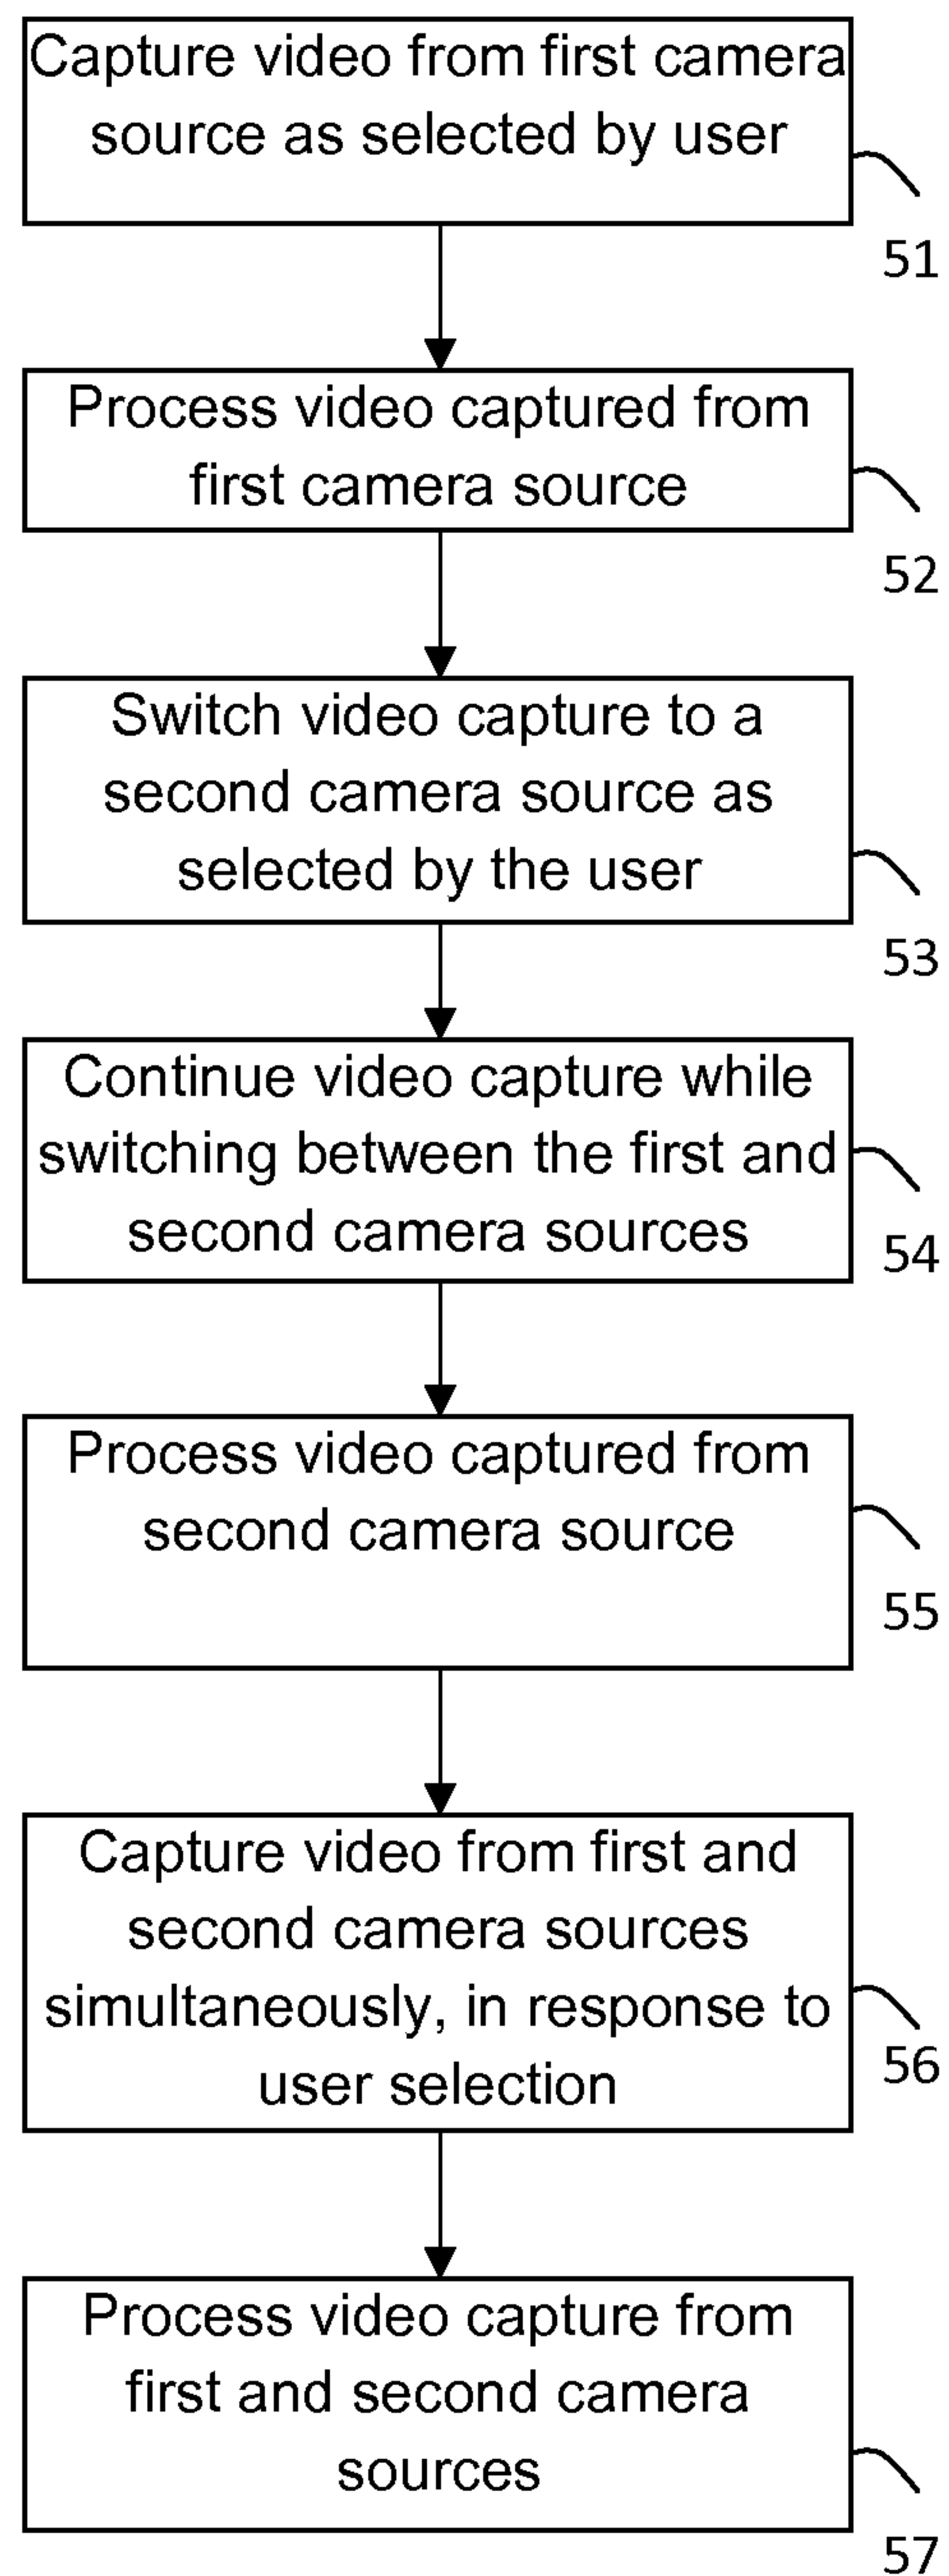 Capture video from first camera
source as selected by user
51
Process video captured from
first camera source
52
Switch video capture to a
second camera source as
selected by the user
53
Continue video capture while
switching between the first and
second camera sources
54
Process video captured from
second camera source
55
Capture video from first and
second camera sources
simultaneously, in response to
user selection
56
Process video capture from
first and second camera
sources
57